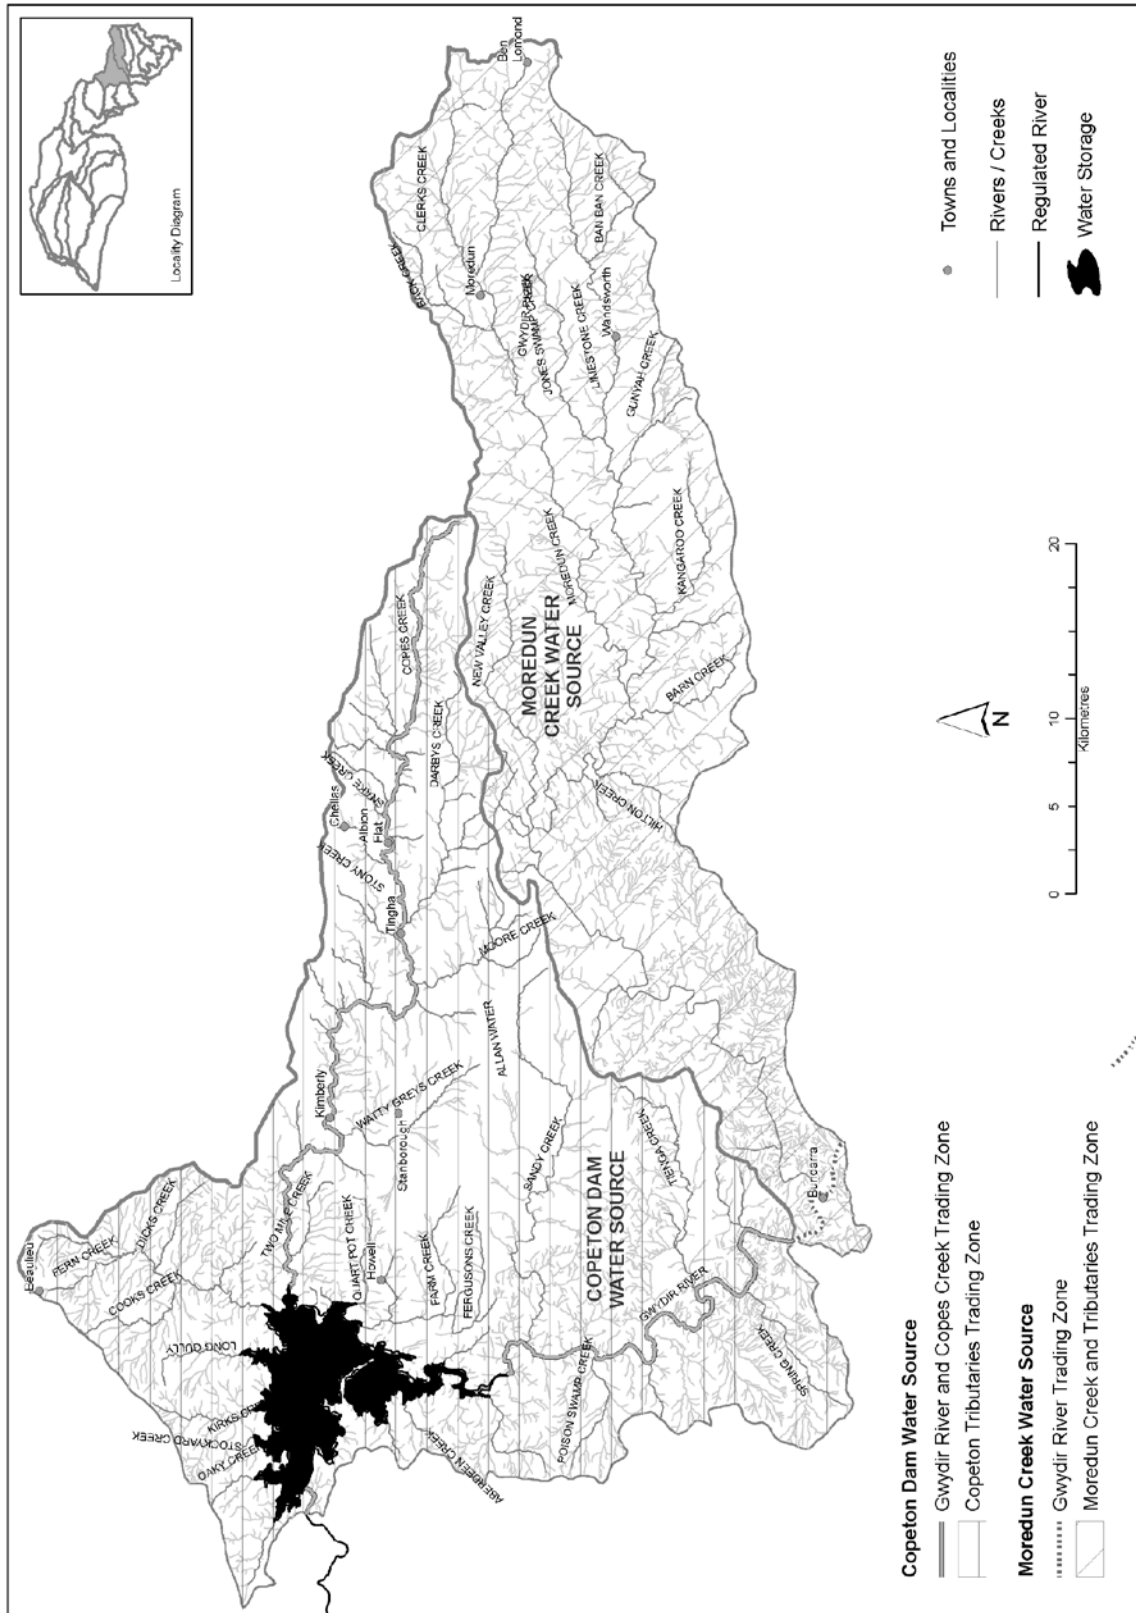 Locality Diagram
Ben
Lomond
CLERKS CREEK
BACK CREEK
Moredun
BAN BAN CREEK
JONES SWAMP CREEK
LIMESTONE CREEK
Wandsworth
GUNYAH CREEK
KANGAROO CREEK
MOREDUN CREEK
NEW VALLEY CREEK
MOREDUN
CREEK WATER
SOURCE
BARN CREEK
HILTON CREEK
COPES CREEK
DARBYS CREEK
SNAKE CREEK
Ghellas
Albion
Flat
STONY CREEK
Tingha
MOORE CREEK
ALLAN WATER
Kimberly
WATTY GREYS CREEK
Stanborough
SANDY CREEK
TIENGA CREEK
COPETON DAM
WATER SOURCE
Bundarra
TWO MILE CREEK
QUART POT CREEK
Howell
FARM CREEK
FERGUSONS CREEK
GWYDIR RIVER
SPRING CREEK
POISON SWAMP CREEK
ABERDEEN CREEK
Beaulieu
FERN CREEK
DICKS CREEK
COOKS CREEK
LONG GULLY
STOCKYARD CREEK
N
0 5 10 20
Kilometres
Towns and Localities
Rivers / Creeks
Regulated River
Water Storage
Copeton Dam Water Source
Gwydir River and Copes Creek Trading Zone
Copeton Tributaries Trading Zone
Moredun Creek Water Source
Gwydir River Trading Zone
Moredun Creek and Tributaries Trading Zone